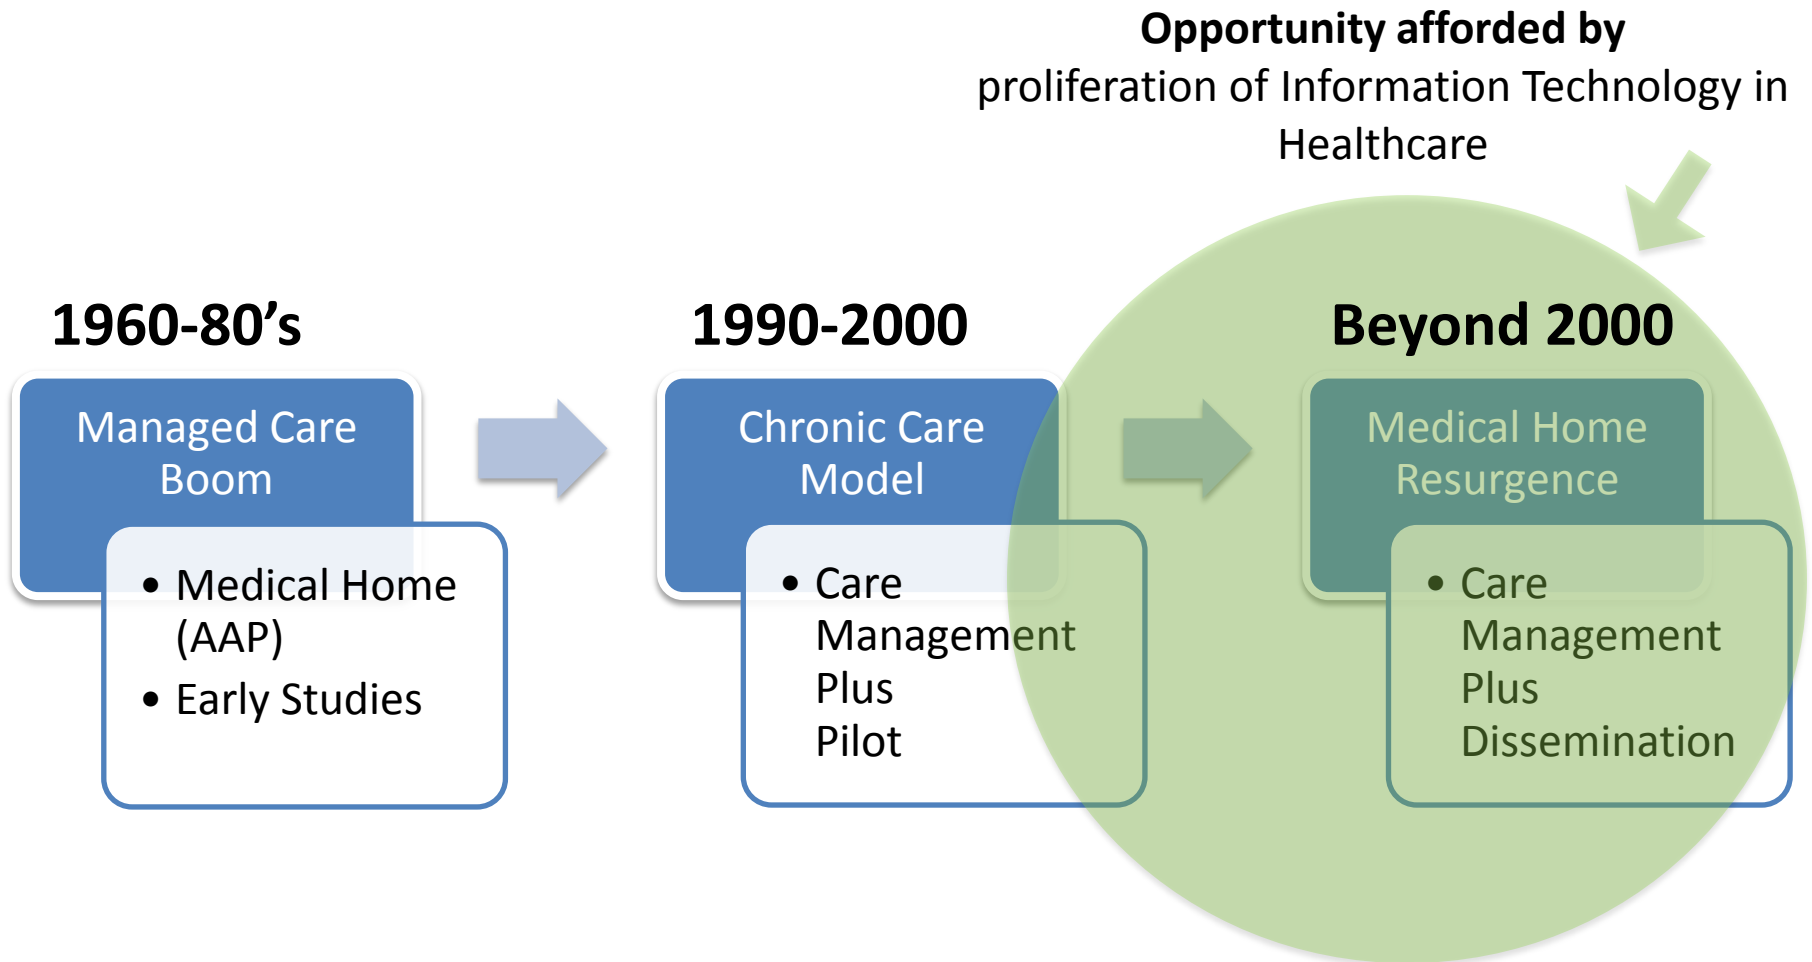 Opportunity afforded by
proliferation of Information Technology in
Healthcare
1960-80’s
Managed Care
Boom
• Medical Home
(AAP)
• Early Studies
1990-2000
Chronic Care
Model
• Care
Management
Plus
Pilot
Beyond 2000
Medical Home
Resurgence
• Care
Management
Plus
Dissemination